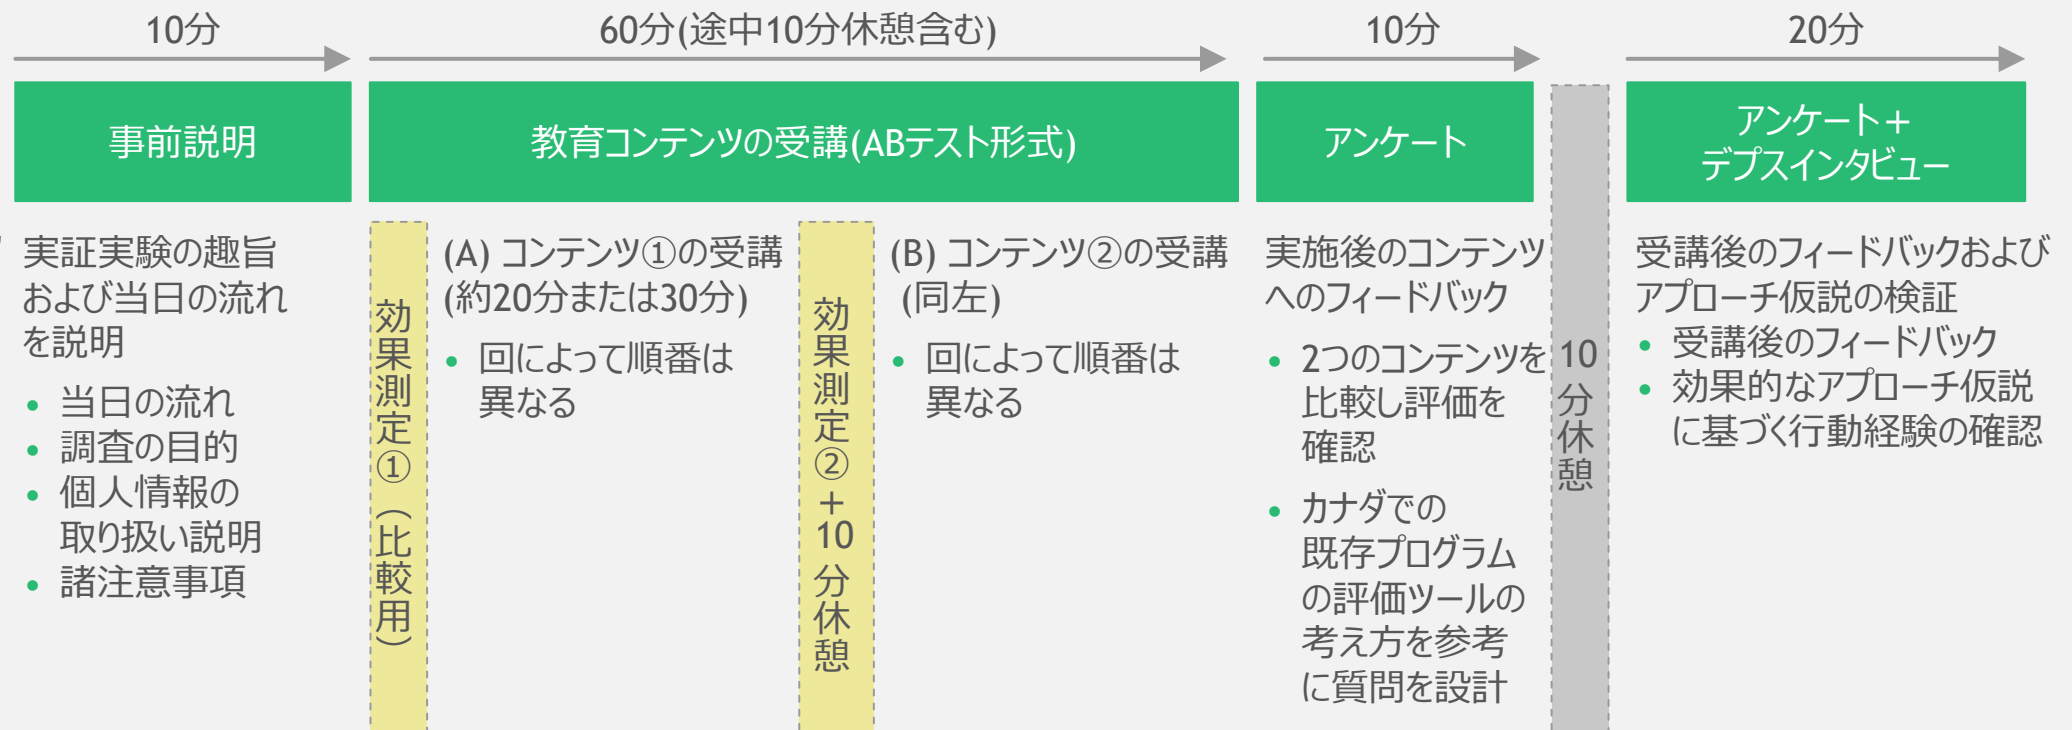 10分
60分(途中10分休憩含む)
10分
20分
事前説明
教育コンテンツの受講(ABテスト形式)
アンケート
アンケート＋
デプスインタビュー
実証実験の趣旨
および当日の流れ
を説明
• 当日の流れ
• 調査の目的
• 個人情報の
取り扱い説明
• 諸注意事項
効果測定①（比較用）
(A) コンテンツ①の受講
(約20分または30分)
• 回によって順番は
異なる
効果測定②＋10分休憩
(B) コンテンツ②の受講
(同左)
• 回によって順番は
異なる
実施後のコンテンツ
へのフィードバック
• 2つのコンテンツを
比較し評価を
確認
• カナダでの
既存プログラム
の評価ツールの
考え方を参考
に質問を設計
10分休憩
受講後のフィードバックおよび
アプローチ仮説の検証
• 受講後のフィードバック
• 効果的なアプローチ仮説
に基づく行動経験の確認